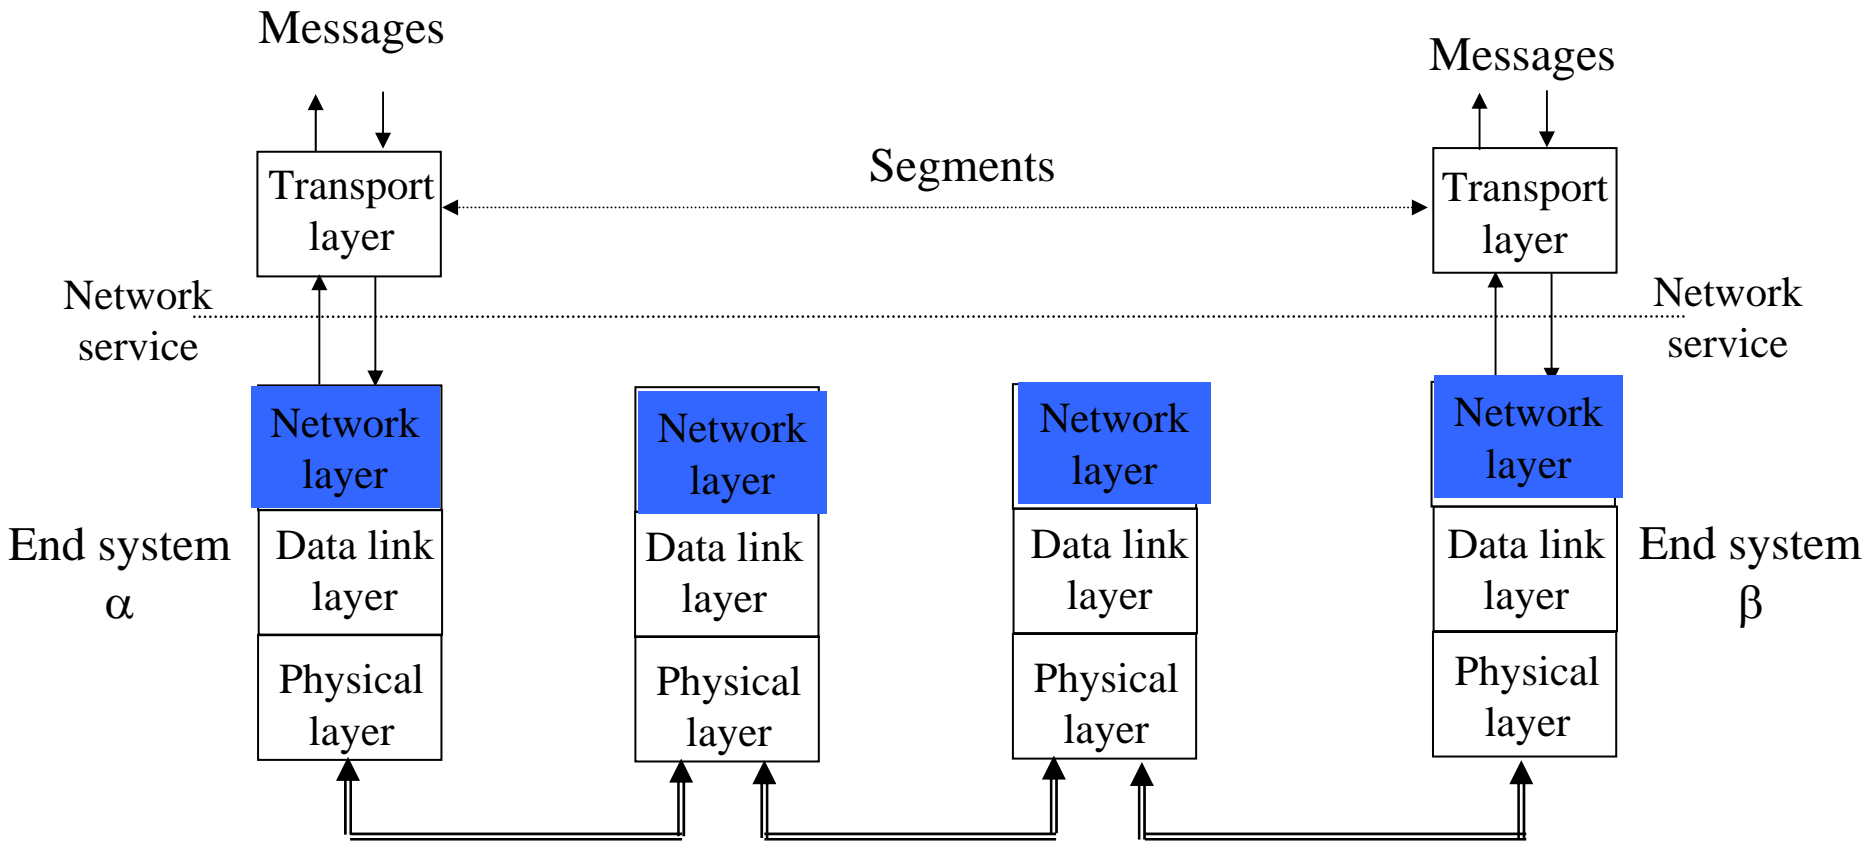 Messages
Messages
Segments
Transport
layer
Transport
layer
Network
service
Network
service
Network
layer
Network
layer
Network
layer
Network
layer
End system
α
Data link
layer
Data link
layer
Data link
layer
Data link
layer
End system
β
Physical
layer
Physical
layer
Physical
layer
Physical
layer